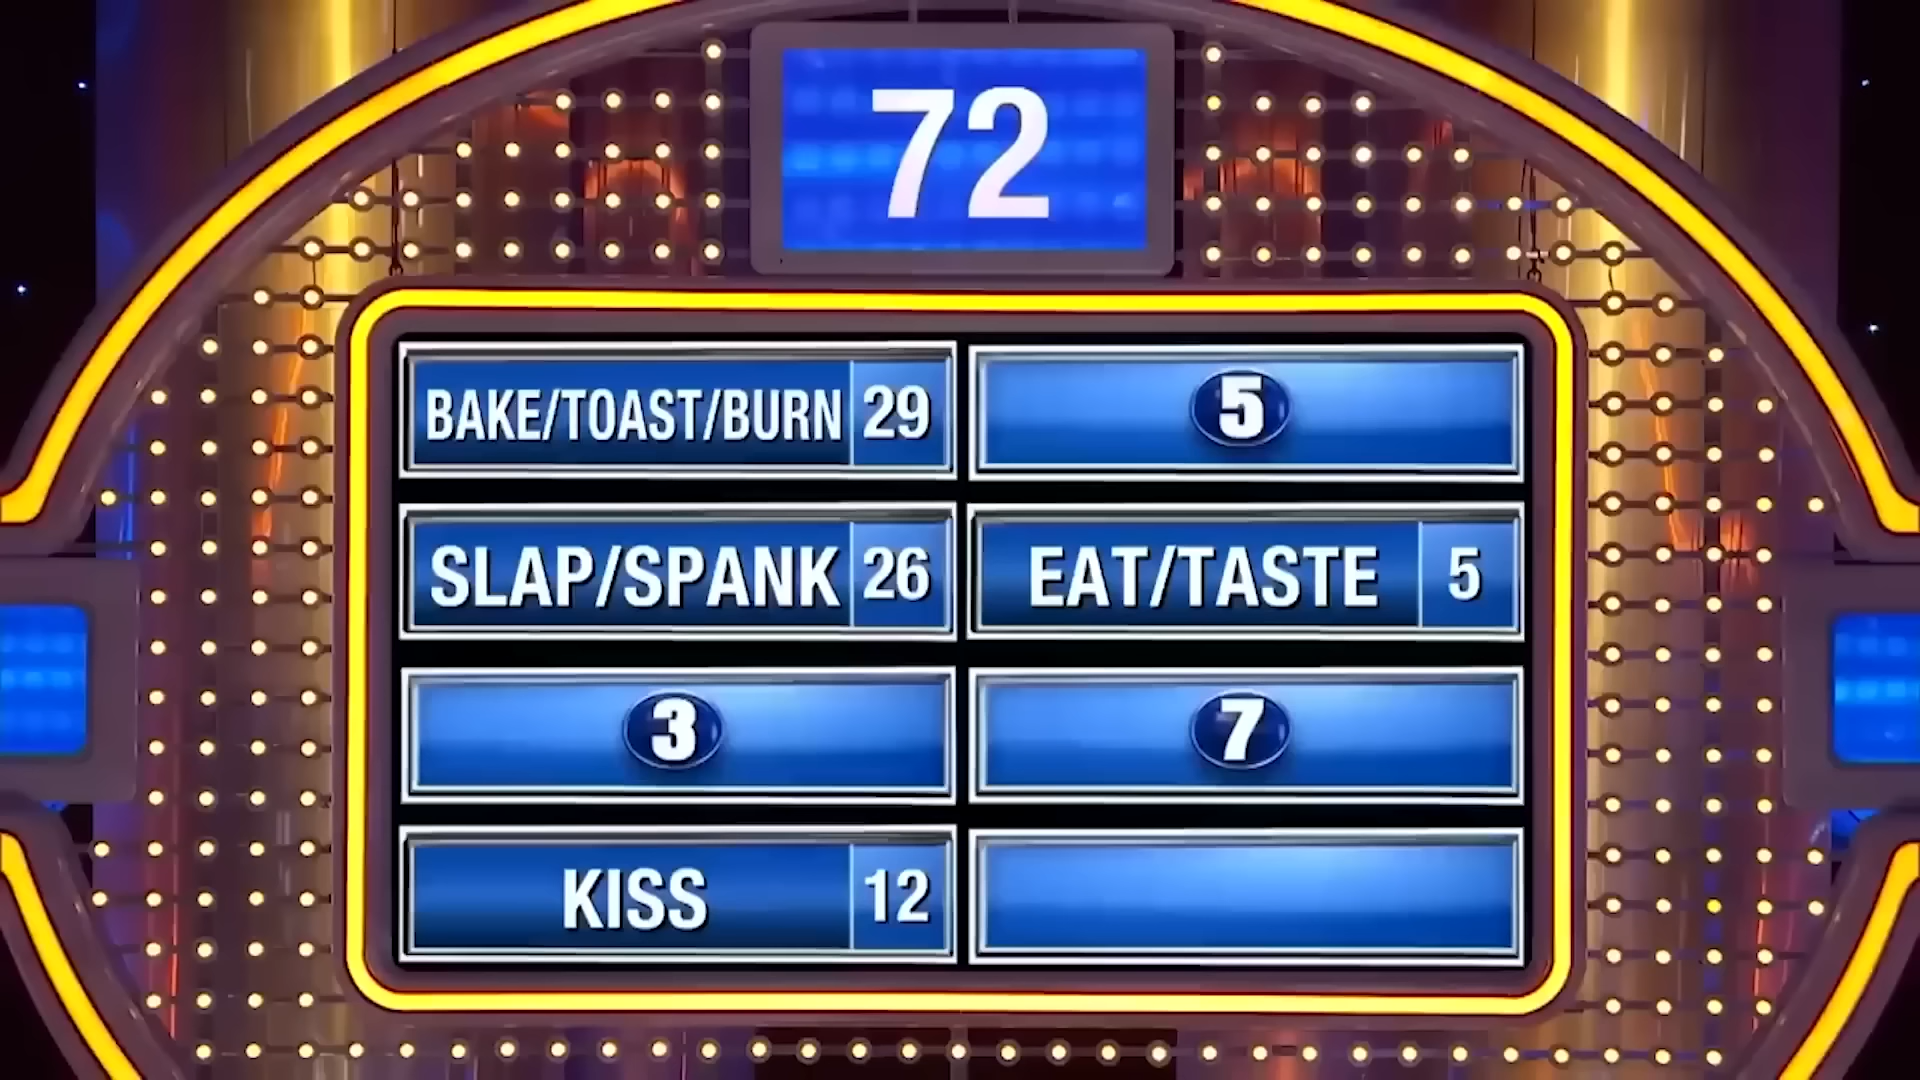 72
BAKE/TOAST/BURN 29
5
SLAP/SPANK 26
EAT/TASTE 5
3
7
KISS 12